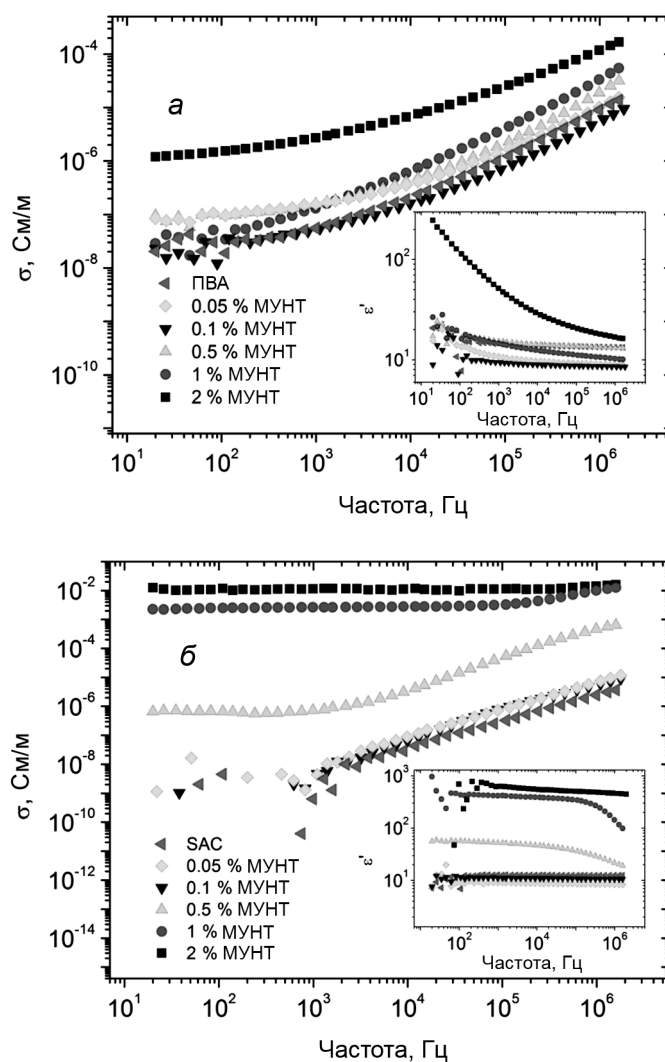 10⁻⁴
а
10⁻⁶
σ, См/м
10⁻⁸
ПВА
0.05 % МУНТ
0.1 % МУНТ
0.5 % МУНТ
1 % МУНТ
2 % МУНТ
10⁻¹⁰
ε'
10²
10¹
10¹ 10² 10³ 10⁴ 10⁵ 10⁶
Частота, Гц
10¹ 10² 10³ 10⁴ 10⁵ 10⁶
Частота, Гц
10⁻²
б
10⁻⁴
10⁻⁶
σ, См/м
10⁻⁸
10⁻¹⁰
SAC
0.05 % МУНТ
0.1 % МУНТ
0.5 % МУНТ
1 % МУНТ
2 % МУНТ
10⁻¹²
10⁻¹⁴
ε'
10³
10²
10¹
10² 10⁴ 10⁶
Частота, Гц
10¹ 10² 10³ 10⁴ 10⁵ 10⁶
Частота, Гц